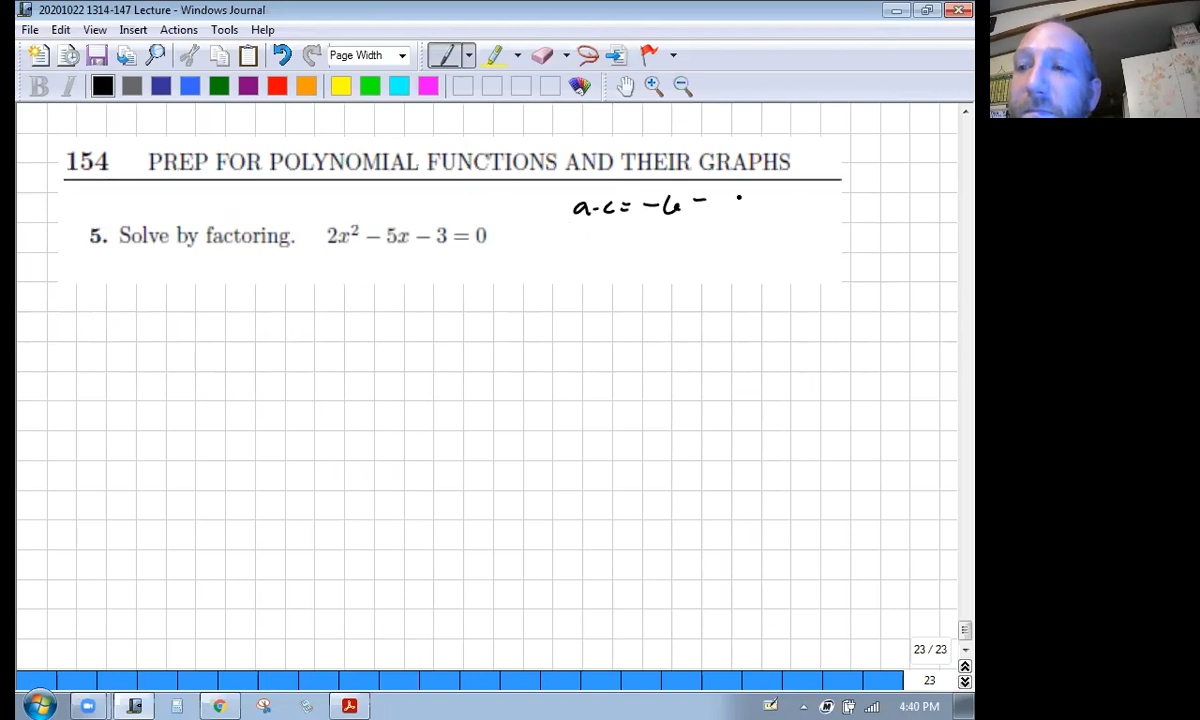 20201022 1314-147 Lecture - Windows Journal
File Edit View Insert Actions Tools Help
Page Width
B I
154 PREP FOR POLYNOMIAL FUNCTIONS AND THEIR GRAPHS
a·c = -6 -
5. Solve by factoring. 2x² − 5x − 3 = 0
23 / 23
23
4:40 PM